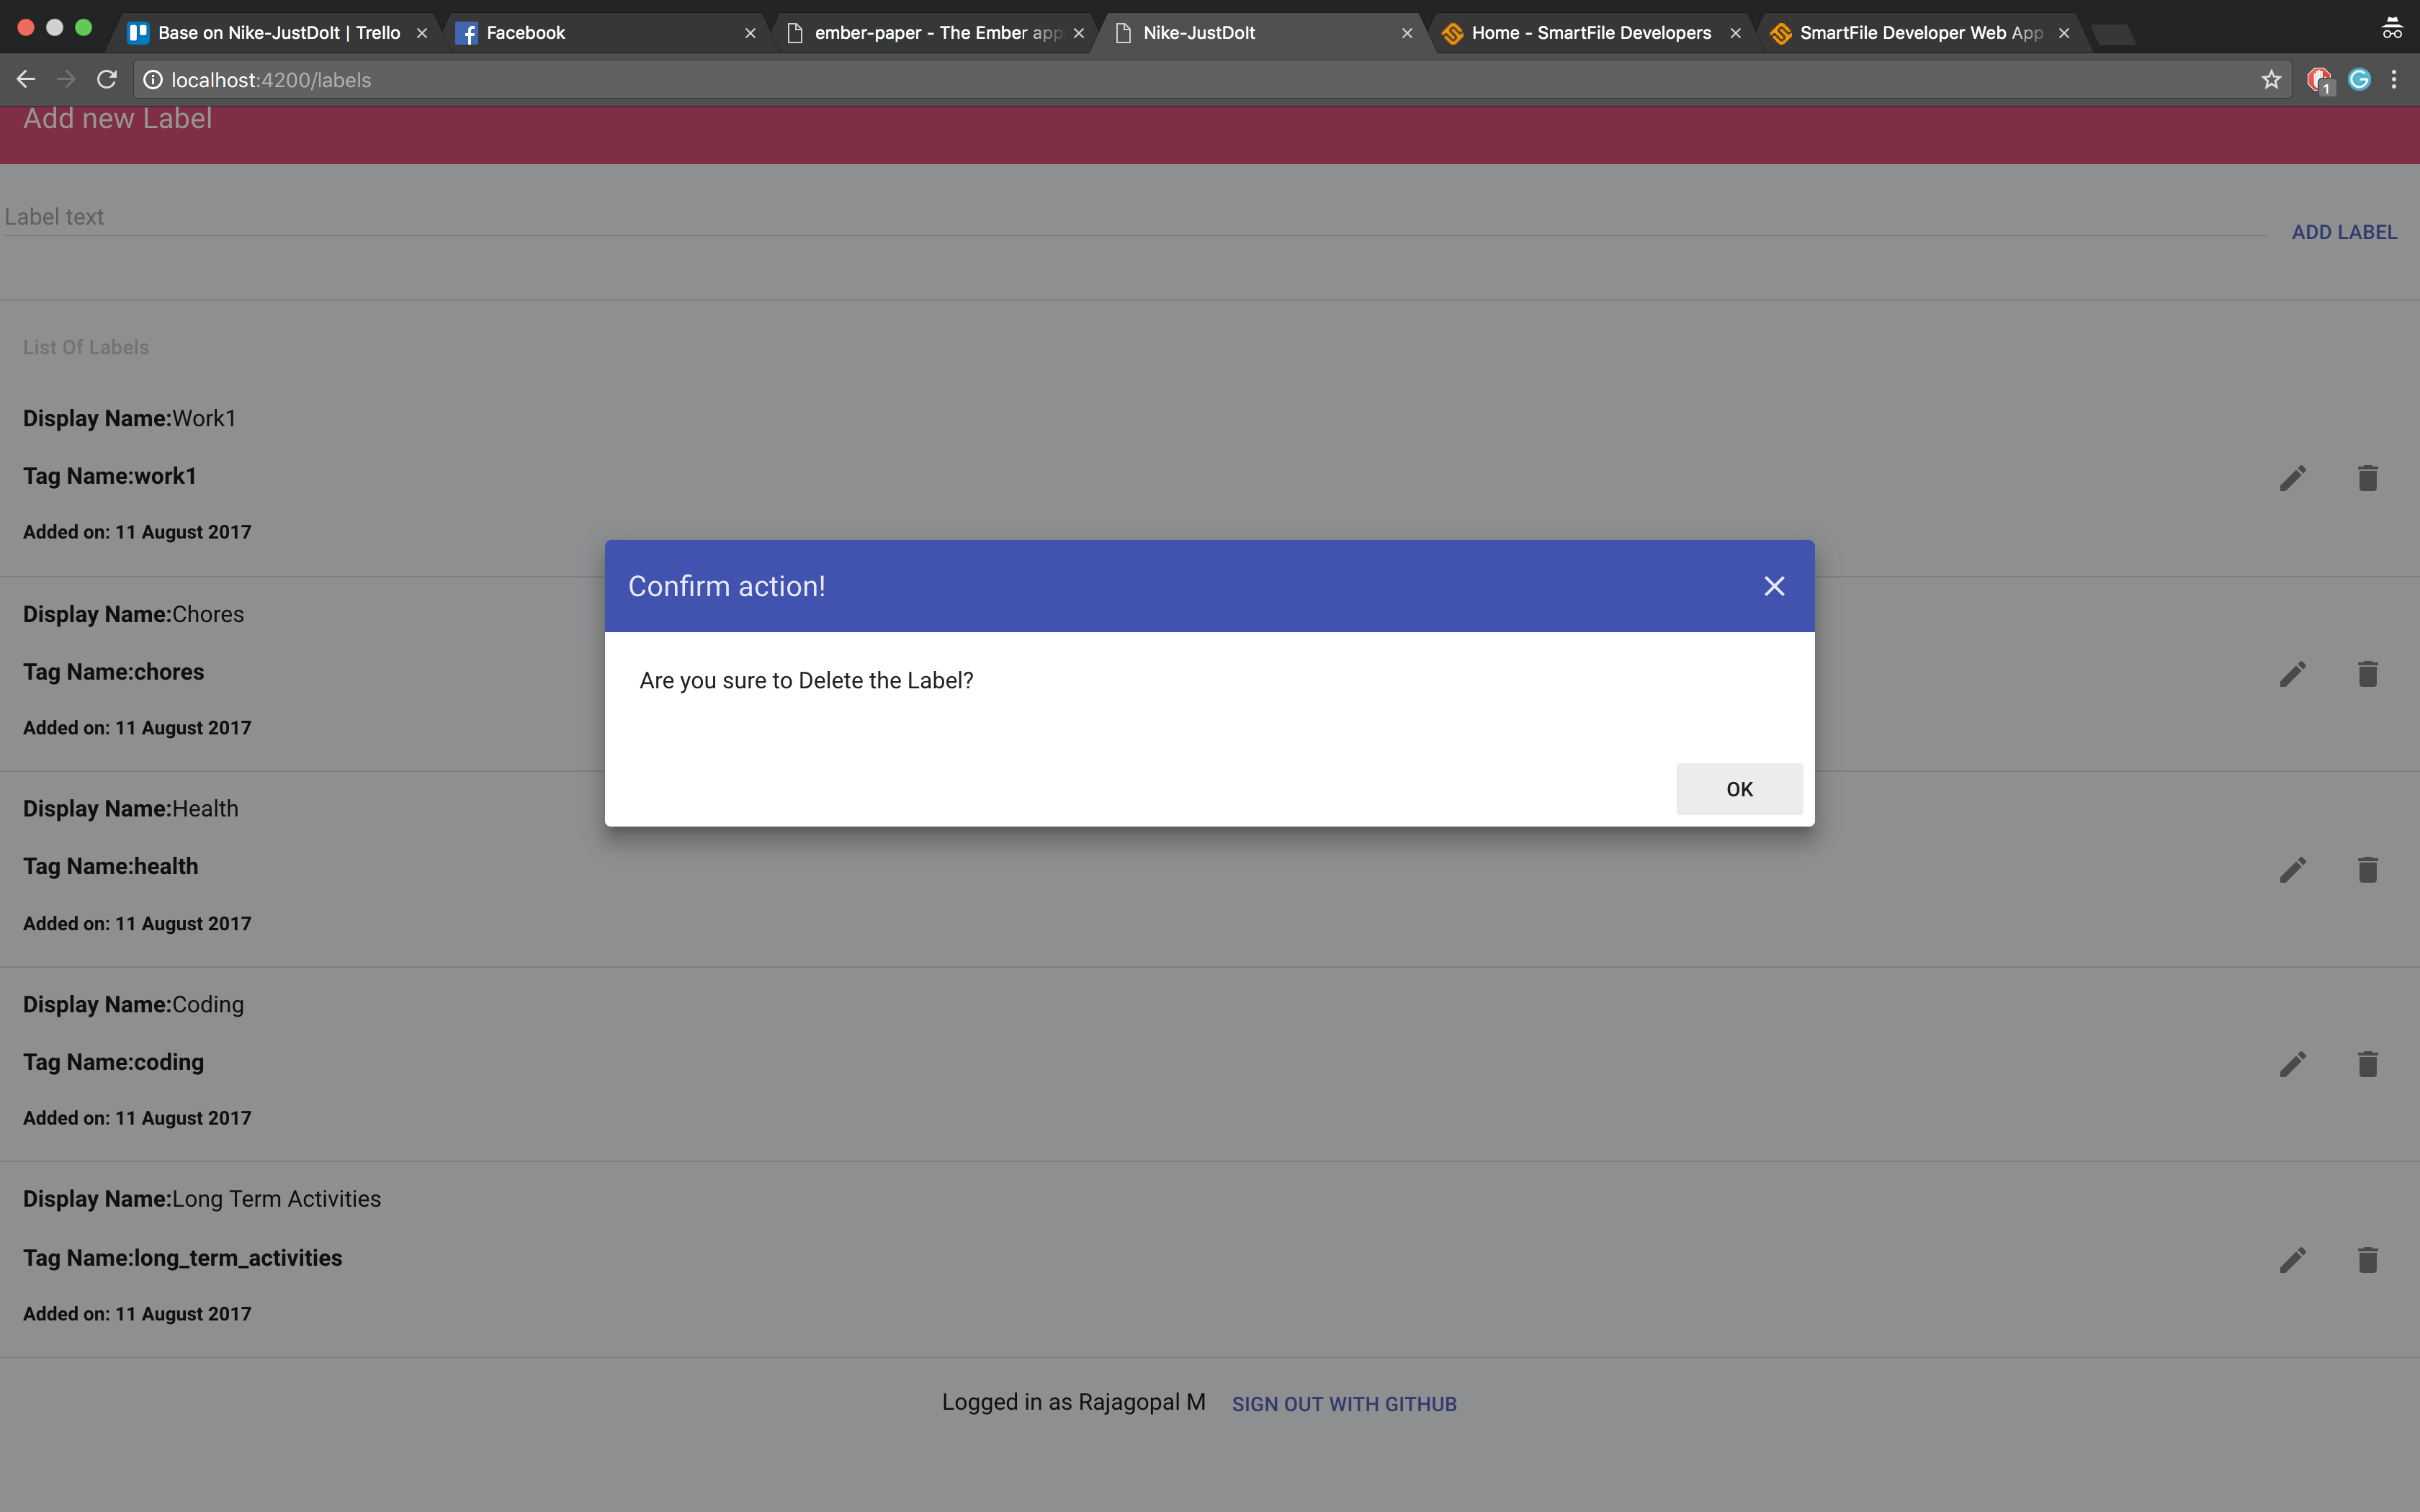 Base on Nike-JustDoIt | Trello
Facebook
ember-paper - The Ember app
Nike-JustDoIt
Home - SmartFile Developers
SmartFile Developer Web App
localhost:4200/labels
1
Add new Label
Label text
ADD LABEL
List Of Labels
Display Name:Work1
Tag Name:work1
Added on: 11 August 2017
Confirm action!
Are you sure to Delete the Label?
OK
Display Name:Chores
Tag Name:chores
Added on: 11 August 2017
Display Name:Health
Tag Name:health
Added on: 11 August 2017
Display Name:Coding
Tag Name:coding
Added on: 11 August 2017
Display Name:Long Term Activities
Tag Name:long_term_activities
Added on: 11 August 2017
Logged in as Rajagopal M SIGN OUT WITH GITHUB